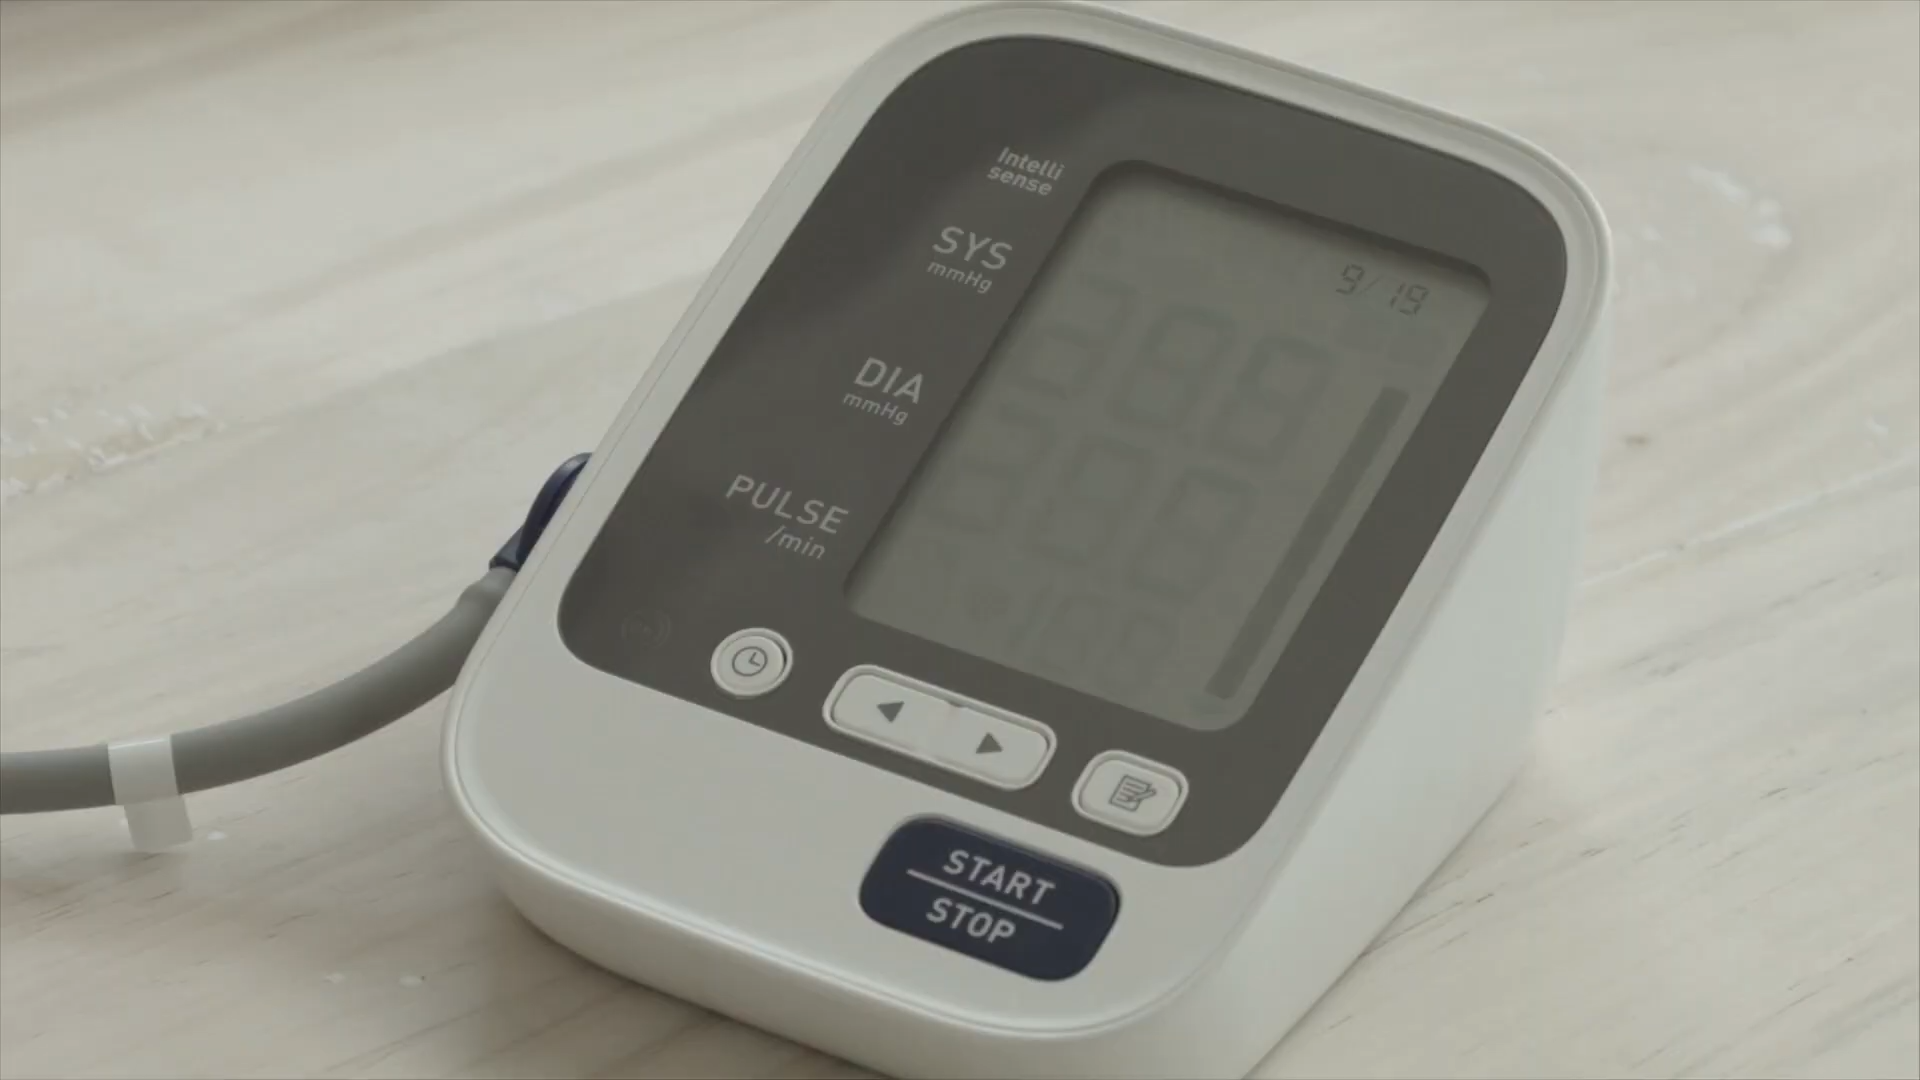 Intelli
sense
9/19
SYS
mmHg
DIA
mmHg
PULSE
/min
START
STOP